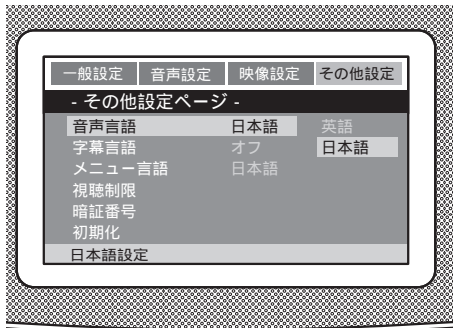 一般設定 音声設定 映像設定 その他設定
- その他設定ページ -
音声言語 日本語 英語
字幕言語 オフ 日本語
メニュー言語 日本語
視聴制限
暗証番号
初期化
日本語設定